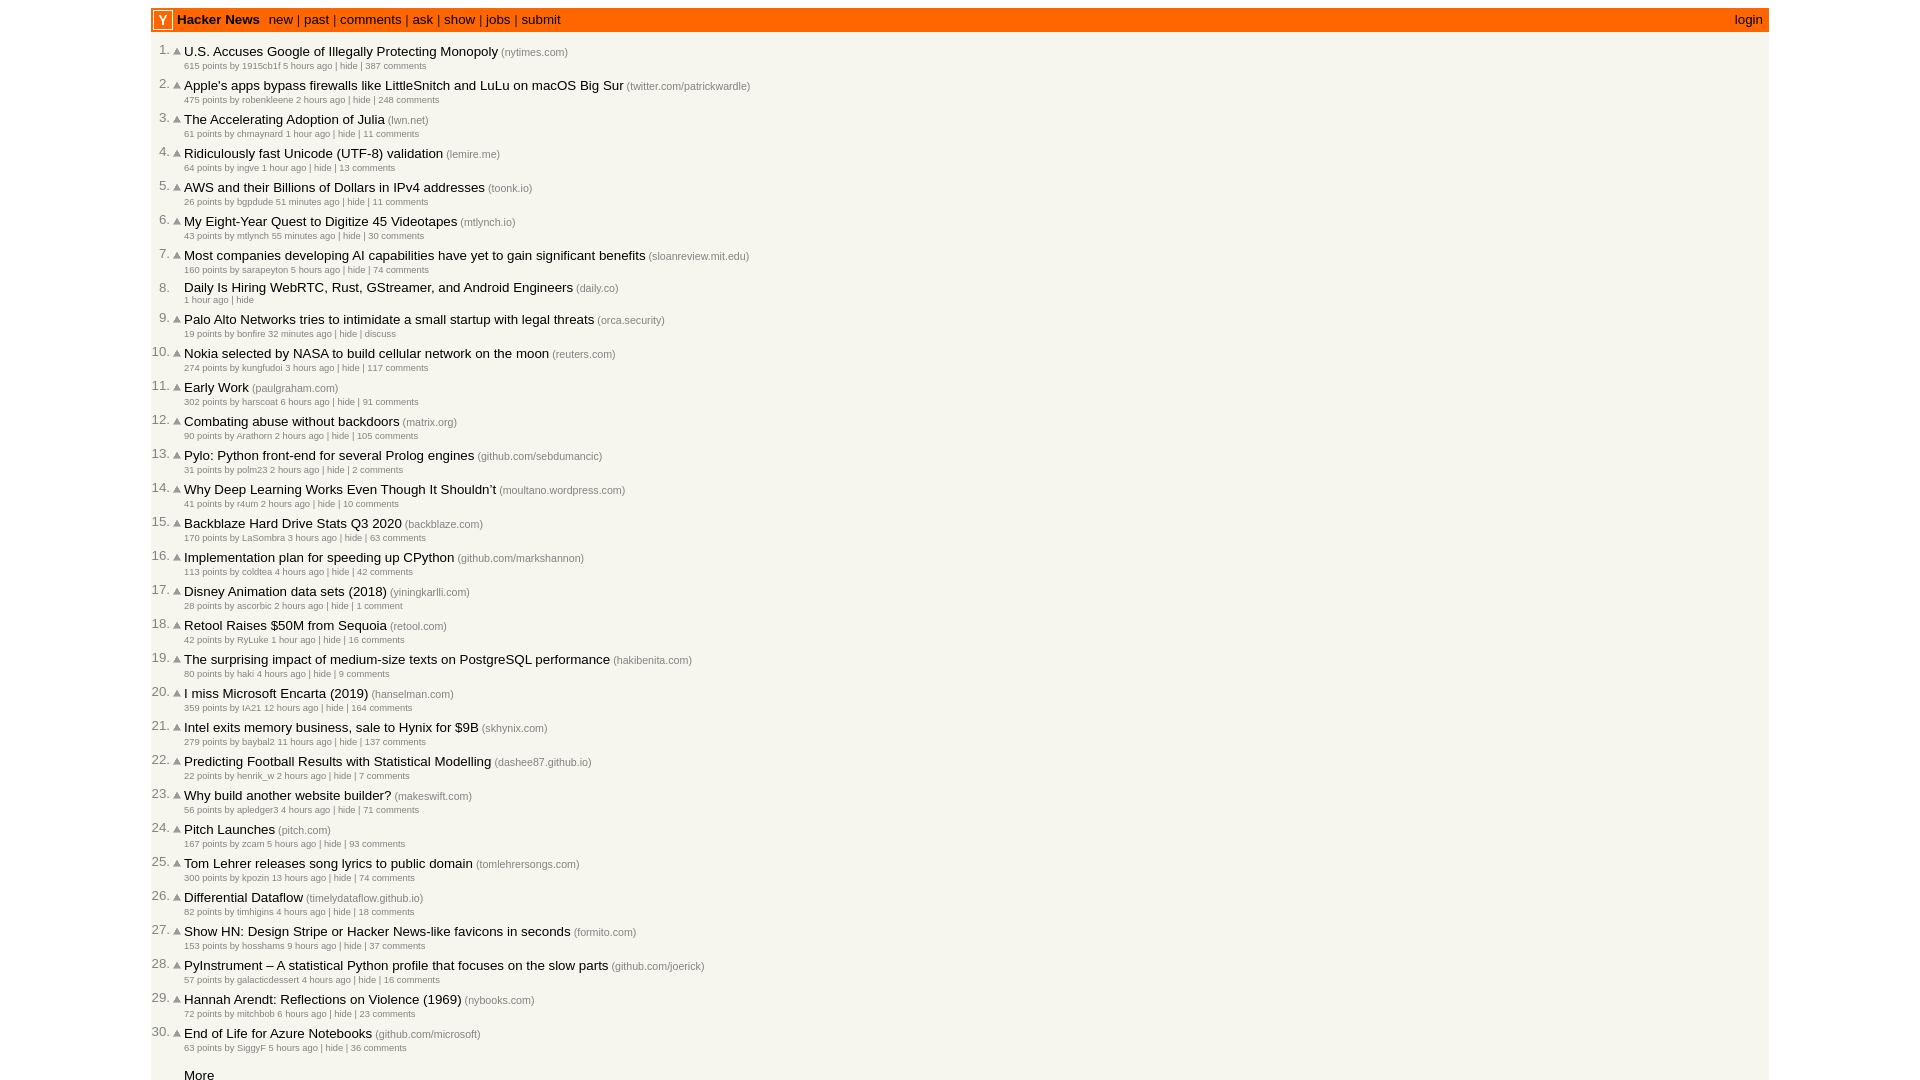 Y Hacker News new | past | comments | ask | show | jobs | submit login
1. U.S. Accuses Google of Illegally Protecting Monopoly (nytimes.com)
615 points by 1915cb1f 5 hours ago | hide | 387 comments
2. Apple's apps bypass firewalls like LittleSnitch and LuLu on macOS Big Sur (twitter.com/patrickwardle)
475 points by robenkleene 2 hours ago | hide | 248 comments
3. The Accelerating Adoption of Julia (lwn.net)
61 points by chmaynard 1 hour ago | hide | 11 comments
4. Ridiculously fast Unicode (UTF-8) validation (lemire.me)
64 points by ingve 1 hour ago | hide | 13 comments
5. AWS and their Billions of Dollars in IPv4 addresses (toonk.io)
26 points by bgpdude 51 minutes ago | hide | 11 comments
6. My Eight-Year Quest to Digitize 45 Videotapes (mtlynch.io)
43 points by mtlynch 55 minutes ago | hide | 30 comments
7. Most companies developing AI capabilities have yet to gain significant benefits (sloanreview.mit.edu)
160 points by sarapeyton 5 hours ago | hide | 74 comments
8. Daily Is Hiring WebRTC, Rust, GStreamer, and Android Engineers (daily.co)
1 hour ago | hide
9. Palo Alto Networks tries to intimidate a small startup with legal threats (orca.security)
19 points by bonfire 32 minutes ago | hide | discuss
10. Nokia selected by NASA to build cellular network on the moon (reuters.com)
274 points by kungfudoi 3 hours ago | hide | 117 comments
11. Early Work (paulgraham.com)
302 points by harscoat 6 hours ago | hide | 91 comments
12. Combating abuse without backdoors (matrix.org)
90 points by Arathorn 2 hours ago | hide | 105 comments
13. Pylo: Python front-end for several Prolog engines (github.com/sebdumancic)
31 points by polm23 2 hours ago | hide | 2 comments
14. Why Deep Learning Works Even Though It Shouldn’t (moultano.wordpress.com)
41 points by r4um 2 hours ago | hide | 10 comments
15. Backblaze Hard Drive Stats Q3 2020 (backblaze.com)
170 points by LaSombra 3 hours ago | hide | 63 comments
16. Implementation plan for speeding up CPython (github.com/markshannon)
113 points by coldtea 4 hours ago | hide | 42 comments
17. Disney Animation data sets (2018) (yiningkarlli.com)
28 points by ascorbic 2 hours ago | hide | 1 comment
18. Retool Raises $50M from Sequoia (retool.com)
42 points by RyLuke 1 hour ago | hide | 16 comments
19. The surprising impact of medium-size texts on PostgreSQL performance (hakibenita.com)
80 points by haki 4 hours ago | hide | 9 comments
20. I miss Microsoft Encarta (2019) (hanselman.com)
359 points by IA21 12 hours ago | hide | 164 comments
21. Intel exits memory business, sale to Hynix for $9B (skhynix.com)
279 points by baybal2 11 hours ago | hide | 137 comments
22. Predicting Football Results with Statistical Modelling (dashee87.github.io)
22 points by henrik_w 2 hours ago | hide | 7 comments
23. Why build another website builder? (makeswift.com)
56 points by apledger3 4 hours ago | hide | 71 comments
24. Pitch Launches (pitch.com)
167 points by zcam 5 hours ago | hide | 93 comments
25. Tom Lehrer releases song lyrics to public domain (tomlehrersongs.com)
300 points by kpozin 13 hours ago | hide | 74 comments
26. Differential Dataflow (timelydataflow.github.io)
82 points by timhigins 4 hours ago | hide | 18 comments
27. Show HN: Design Stripe or Hacker News-like favicons in seconds (formito.com)
153 points by hosshams 9 hours ago | hide | 37 comments
28. PyInstrument – A statistical Python profile that focuses on the slow parts (github.com/joerick)
57 points by galacticdessert 4 hours ago | hide | 16 comments
29. Hannah Arendt: Reflections on Violence (1969) (nybooks.com)
72 points by mitchbob 6 hours ago | hide | 23 comments
30. End of Life for Azure Notebooks (github.com/microsoft)
63 points by SiggyF 5 hours ago | hide | 36 comments
More